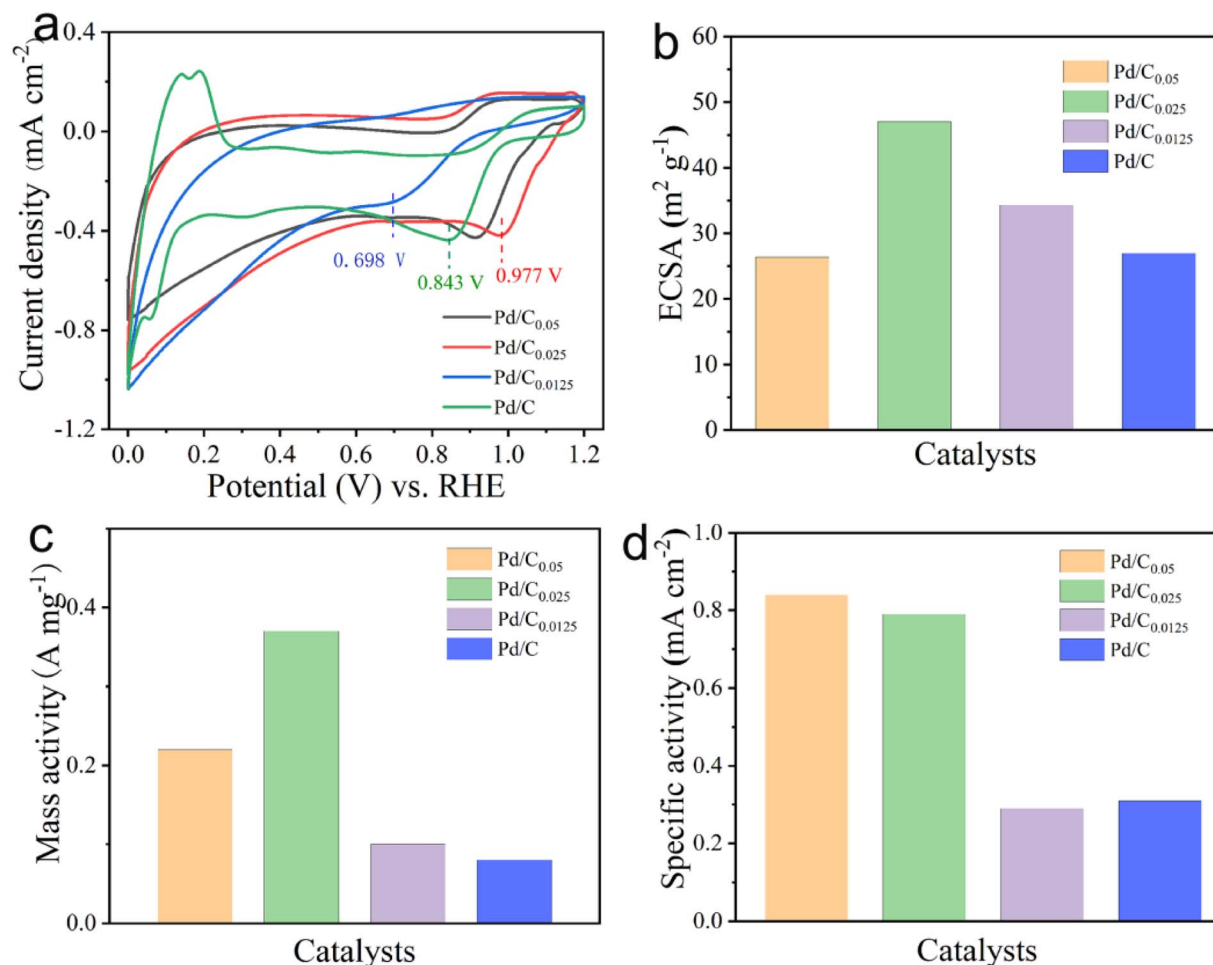 a
0.4
0.0
-0.4
-0.8
-1.2
Current density (mA cm⁻²)
0.698 V
0.843 V
0.977 V
Pd/C₀.₀₅
Pd/C₀.₀₂₅
Pd/C₀.₀₁₂₅
Pd/C
0.0 0.2 0.4 0.6 0.8 1.0 1.2
Potential (V) vs. RHE
b
60
50
40
30
20
10
0
ECSA (m² g⁻¹)
Pd/C₀.₀₅
Pd/C₀.₀₂₅
Pd/C₀.₀₁₂₅
Pd/C
Catalysts
c
0.4
0.2
0.0
Mass activity (A mg⁻¹)
Pd/C₀.₀₅
Pd/C₀.₀₂₅
Pd/C₀.₀₁₂₅
Pd/C
Catalysts
d
1.0
0.8
0.6
0.4
0.2
0.0
Specific activity (mA cm⁻²)
Pd/C₀.₀₅
Pd/C₀.₀₂₅
Pd/C₀.₀₁₂₅
Pd/C
Catalysts